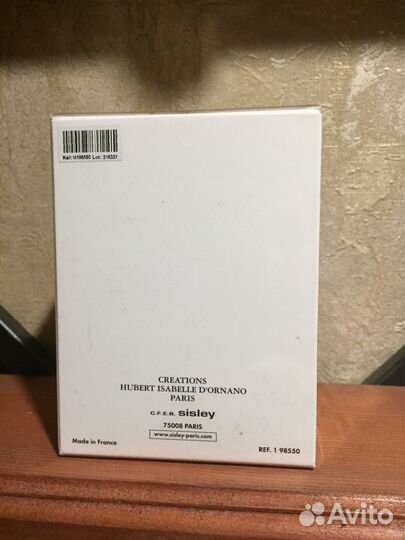 Ref: M198550 Lot: 216337
CREATIONS
HUBERT ISABELLE D'ORNANO
PARIS
C.F.E.B. sisley
75008 PARIS
www.sisley-paris.com
Made in France
REF. 1 98550
Avito